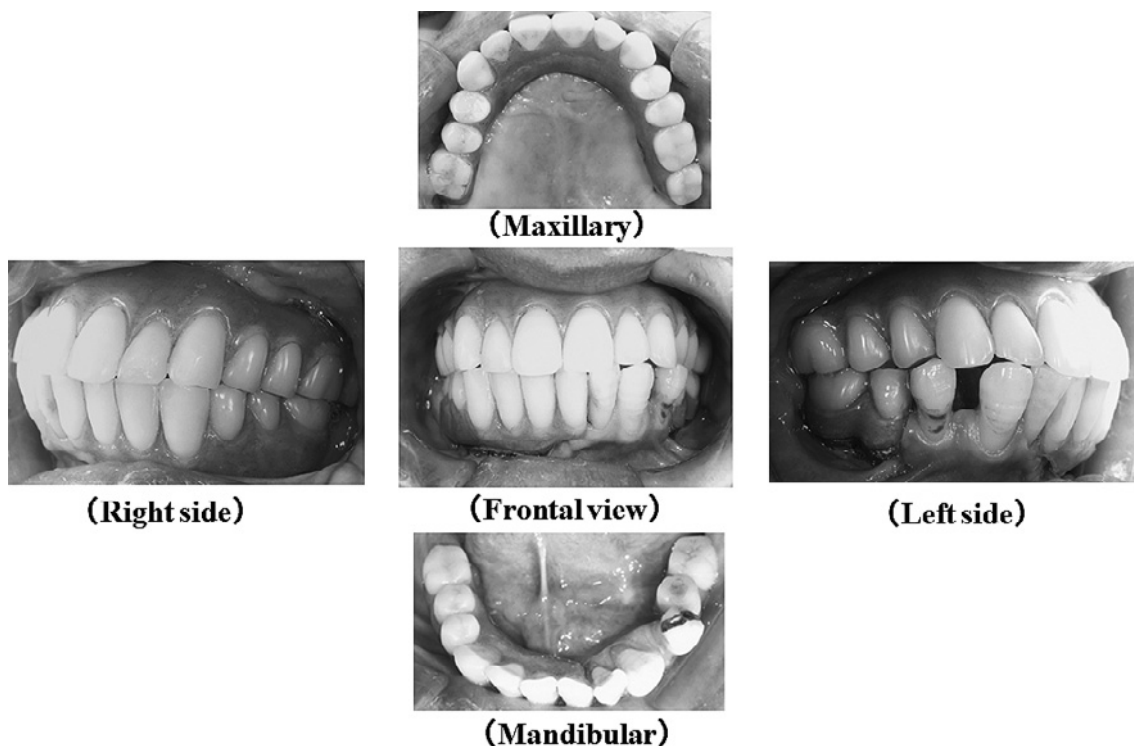 (Maxillary)
(Right side)
(Frontal view)
(Left side)
(Mandibular)